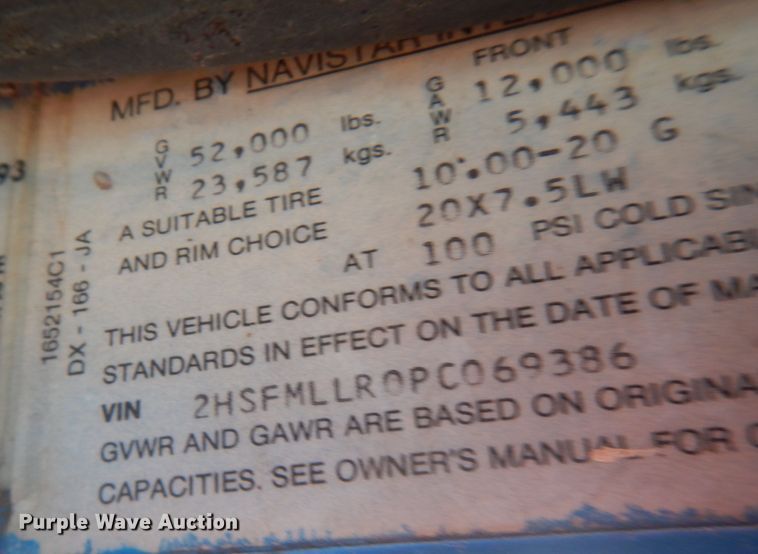 MFD. BY NAVISTAR
FRONT
GVWR 52,000 lbs.
23,587 kgs.
GAWR 12,000 lbs.
5,443 kgs.
A SUITABLE TIRE 10.00-20 G
AND RIM CHOICE 20X7.5LW
AT 100 PSI COLD
THIS VEHICLE CONFORMS TO ALL
STANDARDS IN EFFECT ON THE DATE OF
VIN 2HSFMLLR0PC069386
GVWR AND GAWR ARE BASED ON
CAPACITIES. SEE OWNER'S MANUAL FOR
93
1652154C1
DX - 166 - JA
Purple Wave Auction